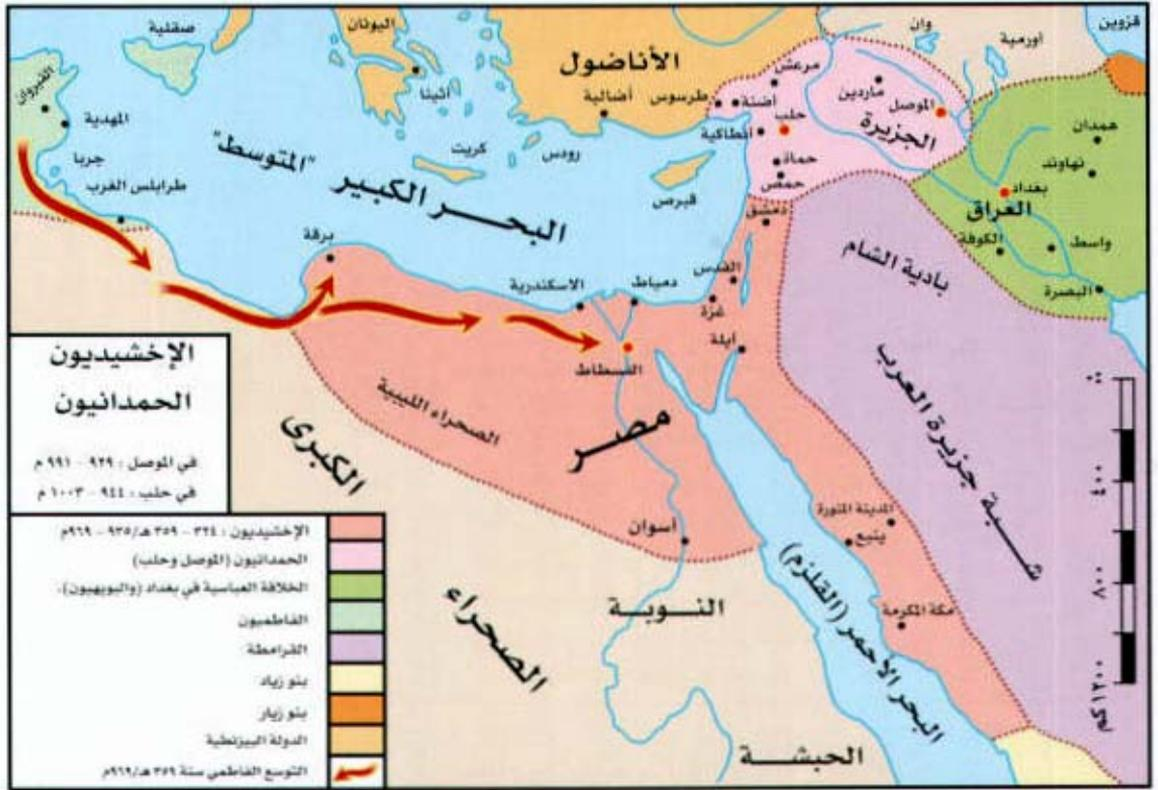 صقلية
اليونان
وان
اورمية
قزوين
القيروان
المهدية
جربا
طرابلس الغرب
اثينا
الأناضول
أضالية
طرسوس
أضنة
مرعش
ماردين
الموصل
حلب
أنطاكية
الجزيرة
همدان
نهاوند
كريت
رودس
قبرص
حماة
حمص
بغداد
العراق
البحر الكبير "المتوسط"
دمشق
الكوفة
واسط
البصرة
بادية الشام
برقة
الاسكندرية
دمياط
القدس
غزة
أيلة
الفسطاط
الصحراء الليبية
مصر
شبة جزيرة العرب
الصحراء
الكبرى
أسوان
المدينة المنورة
ينبع
مكة المكرمة
النوبة
البحر الأحمر (القلزم)
الحبشة
٤٠٠
٨٠٠
١٢٠٠ كم
الإخشيديون
الحمدانيون
في الموصل : ٩٢٩ - ٩٩١ م
في حلب : ٩٤٤ - ١٠٠٣ م
الإخشيديون : ٣٢٤ - ٣٥٩ هـ/٩٣٥ - ٩٦٩م
الحمدانيون (الموصل وحلب)
الخلافة العباسية في بغداد (والبويهيون).
الفاطميون
القرامطة
بنو زياد
بنو زيار
الدولة البيزنطية
التوسع الفاطمي سنة ٣٥٩ هـ/٩٦٩م